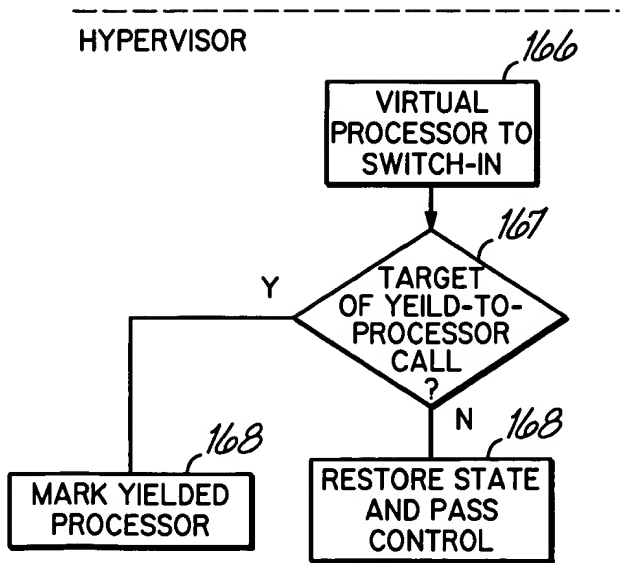 HYPERVISOR
166
VIRTUAL
PROCESSOR TO
SWITCH-IN
167
TARGET
OF YEILD-TO-
PROCESSOR
CALL
?
Y
N
168
MARK YIELDED
PROCESSOR
168
RESTORE STATE
AND PASS
CONTROL